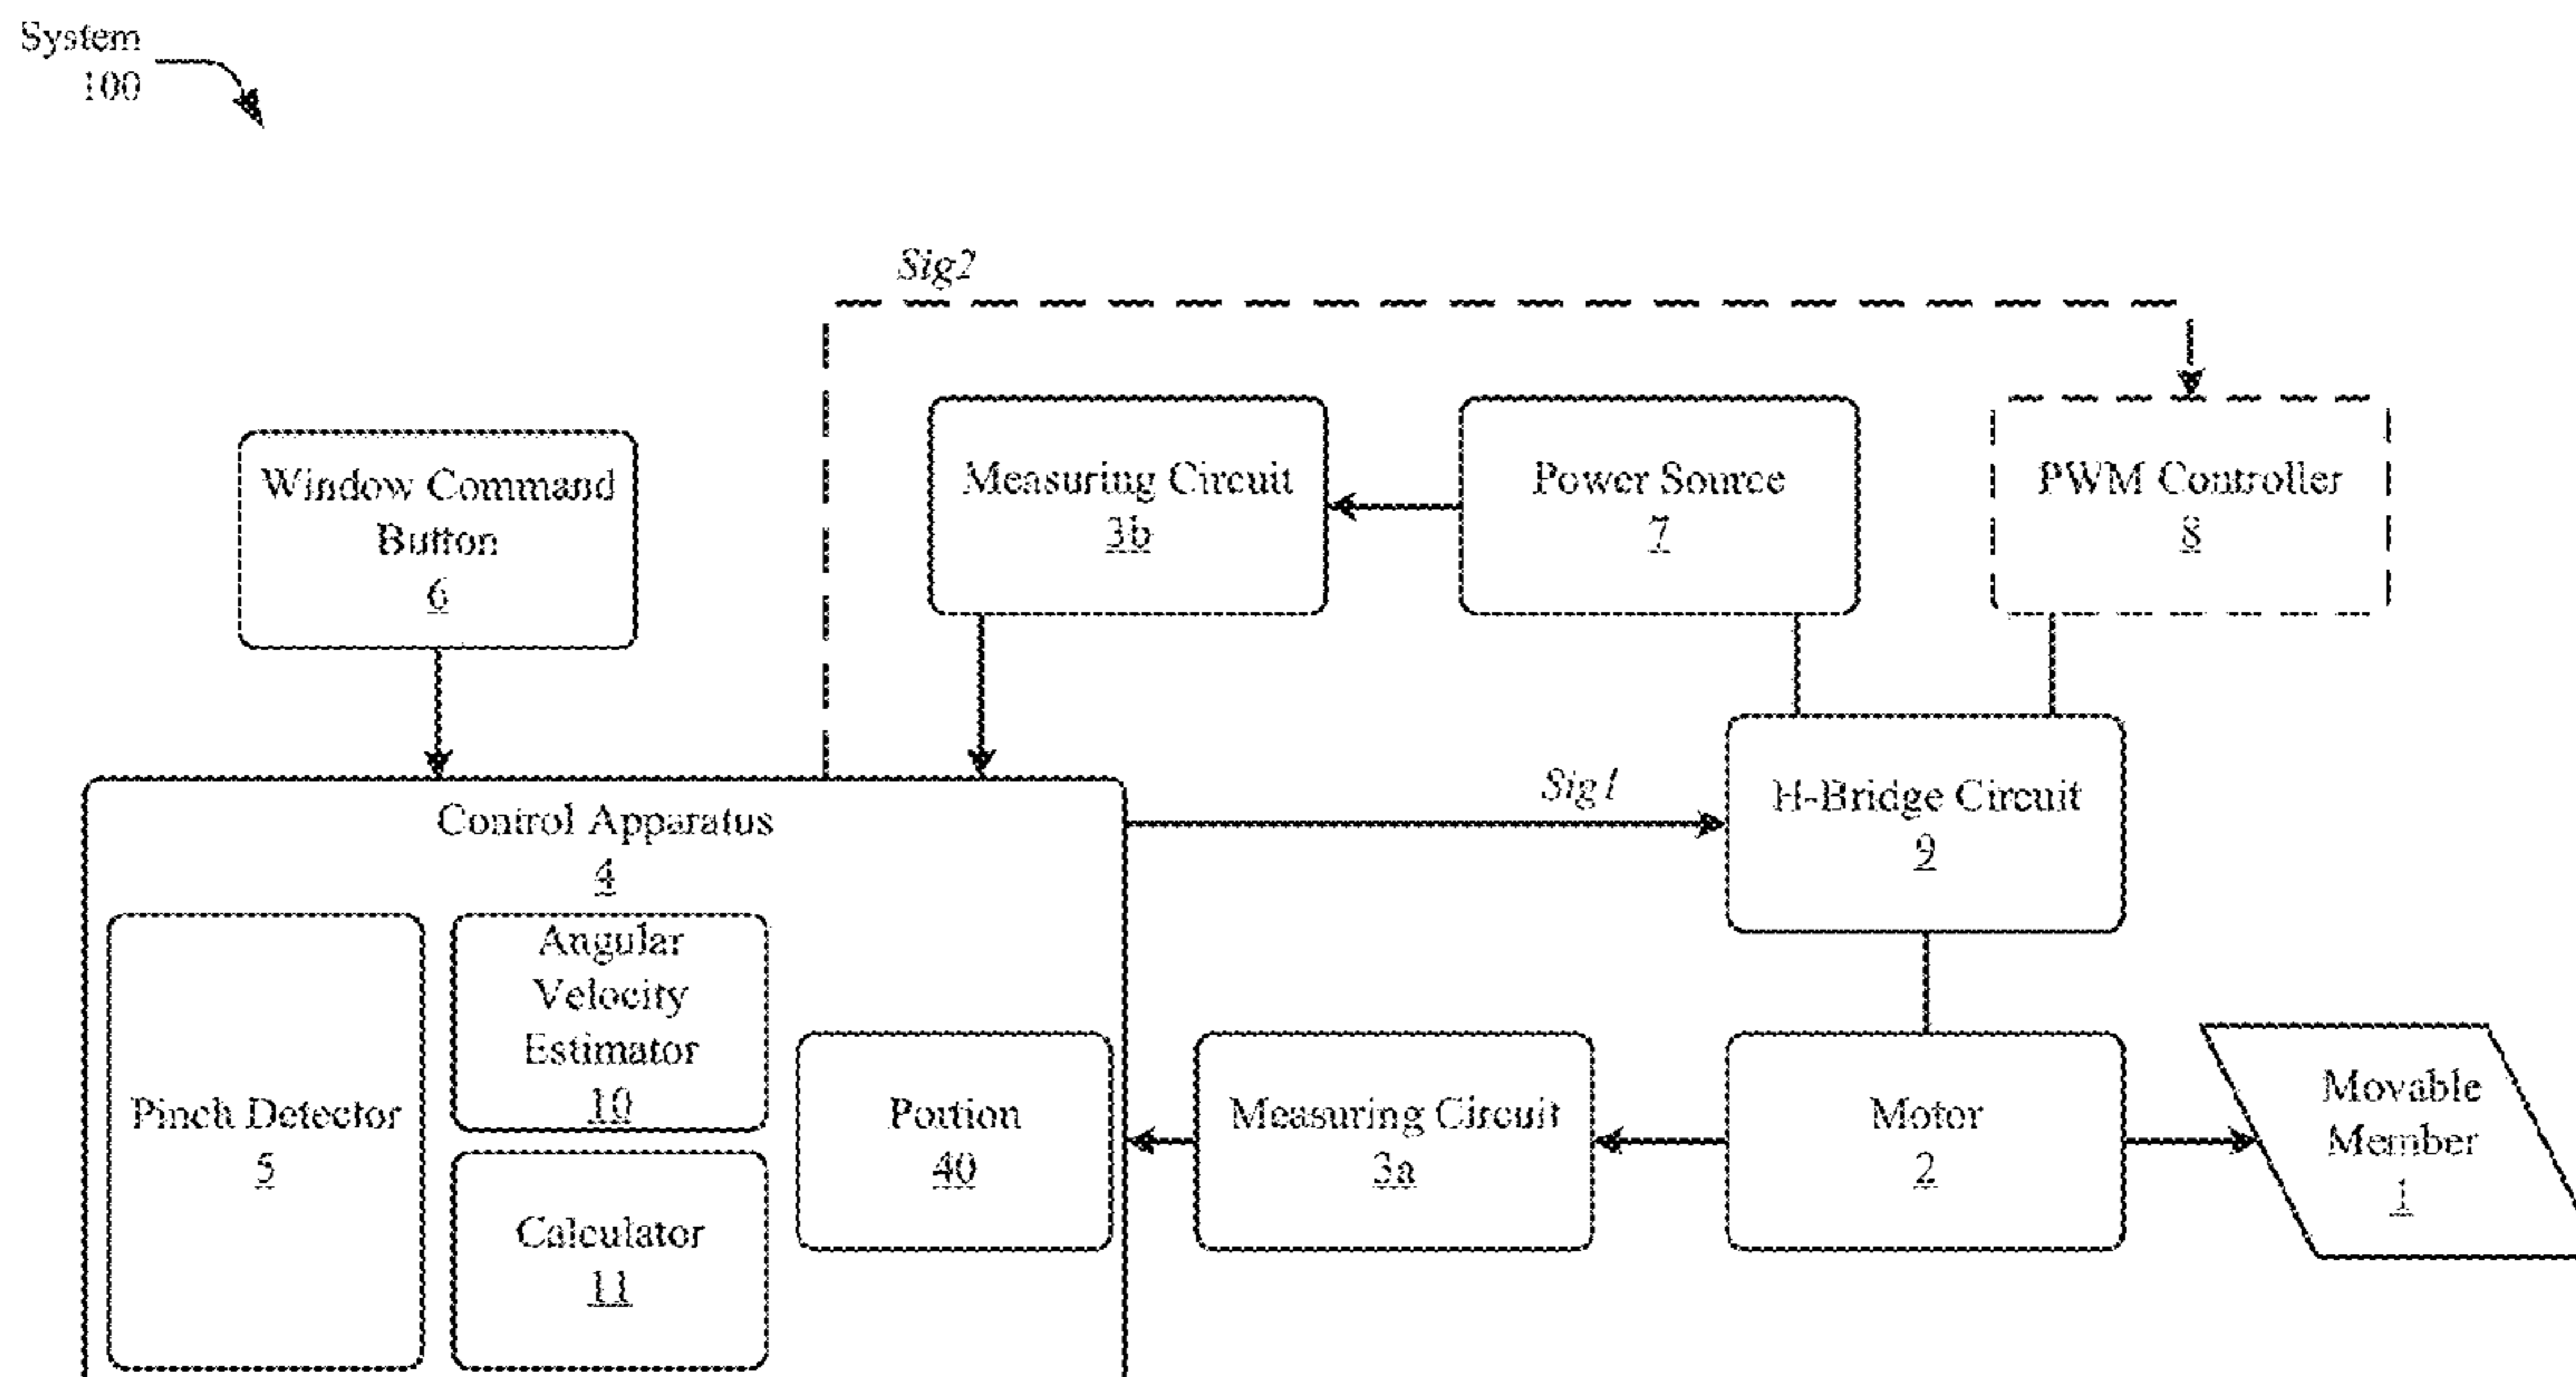 System
100
Sig2
Window Command
Button
6
Measuring Circuit
3b
Power Source
7
PWM Controller
8
Control Apparatus
4
Sig1
H-Bridge Circuit
9
Pinch Detector
5
Angular
Velocity
Estimator
10
Calculator
11
Portion
40
Measuring Circuit
3a
Motor
2
Movable
Member
1